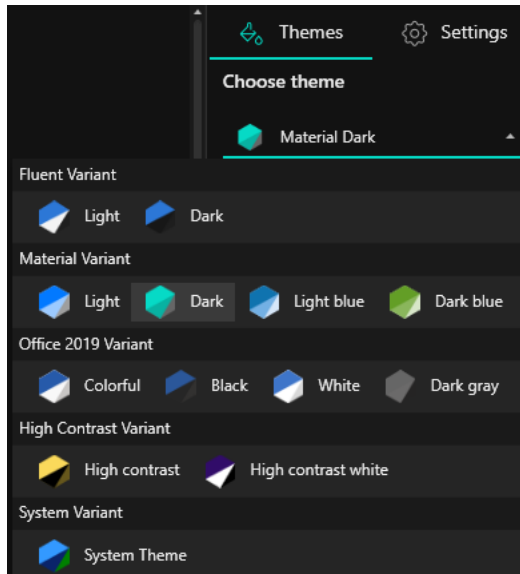 Themes Settings
Choose theme
Material Dark
Fluent Variant
Light Dark
Material Variant
Light Dark Light blue Dark blue
Office 2019 Variant
Colorful Black White Dark gray
High Contrast Variant
High contrast High contrast white
System Variant
System Theme